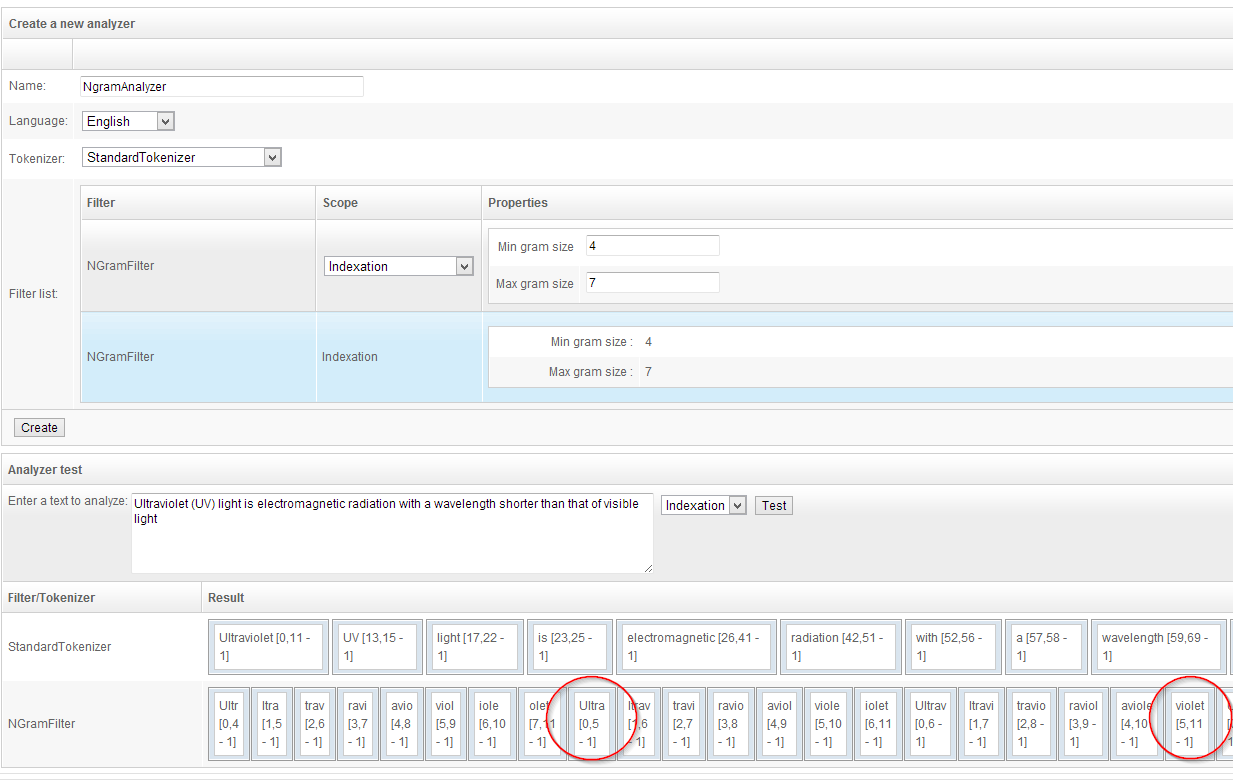 Create a new analyzer
Name: NgramAnalyzer
Language: English
Tokenizer: StandardTokenizer
Filter Scope Properties
Filter list:
NGramFilter Indexation
Min gram size 4
Max gram size 7
NGramFilter Indexation
Min gram size : 4
Max gram size : 7
Create
Analyzer test
Enter a text to analyze: Ultraviolet (UV) light is electromagnetic radiation with a wavelength shorter than that of visible
light
Indexation Test
Filter/Tokenizer Result
StandardTokenizer
Ultraviolet [0,11 - UV [13,15 - light [17,22 - is [23,25 - electromagnetic [26,41 - radiation [42,51 - with [52,56 - a [57,58 - wavelength [59,69 -
1] 1] 1] 1] 1] 1] 1] 1] 1]
NGramFilter
Ultr ltra trav ravi avio viol iole olet Ultra ltrav travi ravio aviol viole iolet Ultrav ltravi travio raviol aviole violet
[0,4 [1,5 [2,6 [3,7 [4,8 [5,9 [6,10 [7,11 [0,5 [1,6 [2,7 [3,8 [4,9 [5,10 [6,11 [0,6 - [1,7 [2,8 - [3,9 - [4,10 [5,11
- 1] - 1] - 1] - 1] - 1] - 1] - 1] - 1] - 1] - 1] - 1] - 1] - 1] - 1] - 1] 1] - 1] 1] 1] - 1] - 1]